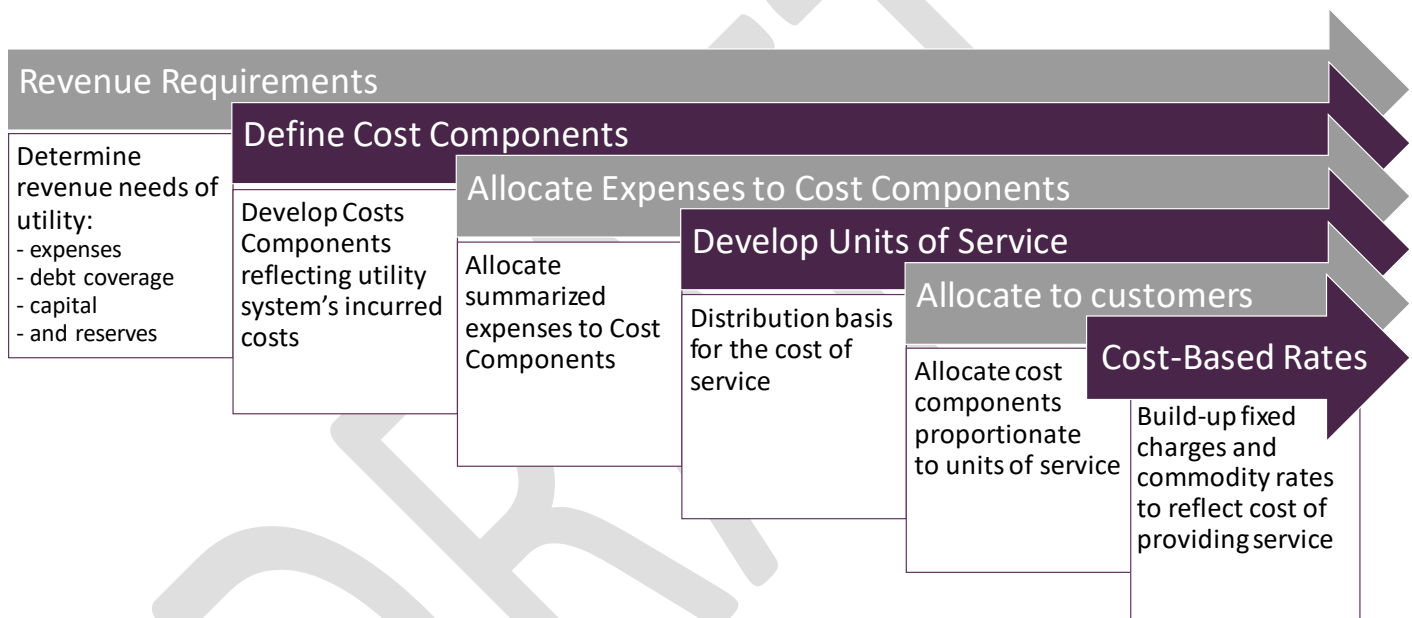 Revenue Requirements
Determine
revenue needs of
utility:
- expenses
- debt coverage
- capital
- and reserves
Define Cost Components
Develop Costs
Components
reflecting utility
system's incurred
costs
Allocate Expenses to Cost Components
Allocate
summarized
expenses to Cost
Components
Develop Units of Service
Distribution basis
for the cost of
service
Allocate to customers
Allocate cost
components
proportionate
to units of service
Cost-Based Rates
Build-up fixed
charges and
commodity rates
to reflect cost of
providing service